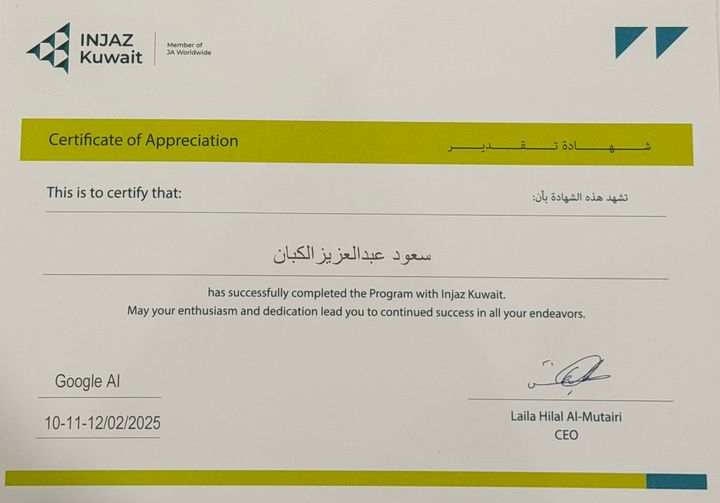 INJAZ
Kuwait
Member of
JA Worldwide
Certificate of Appreciation
شـهـــادة تـــقـــديـــر
This is to certify that:
تشهد هذه الشهادة بأن:
سعود عبدالعزيز الكبان
has successfully completed the Program with Injaz Kuwait.
May your enthusiasm and dedication lead you to continued success in all your endeavors.
Google AI
10-11-12/02/2025
Laila Hilal Al-Mutairi
CEO